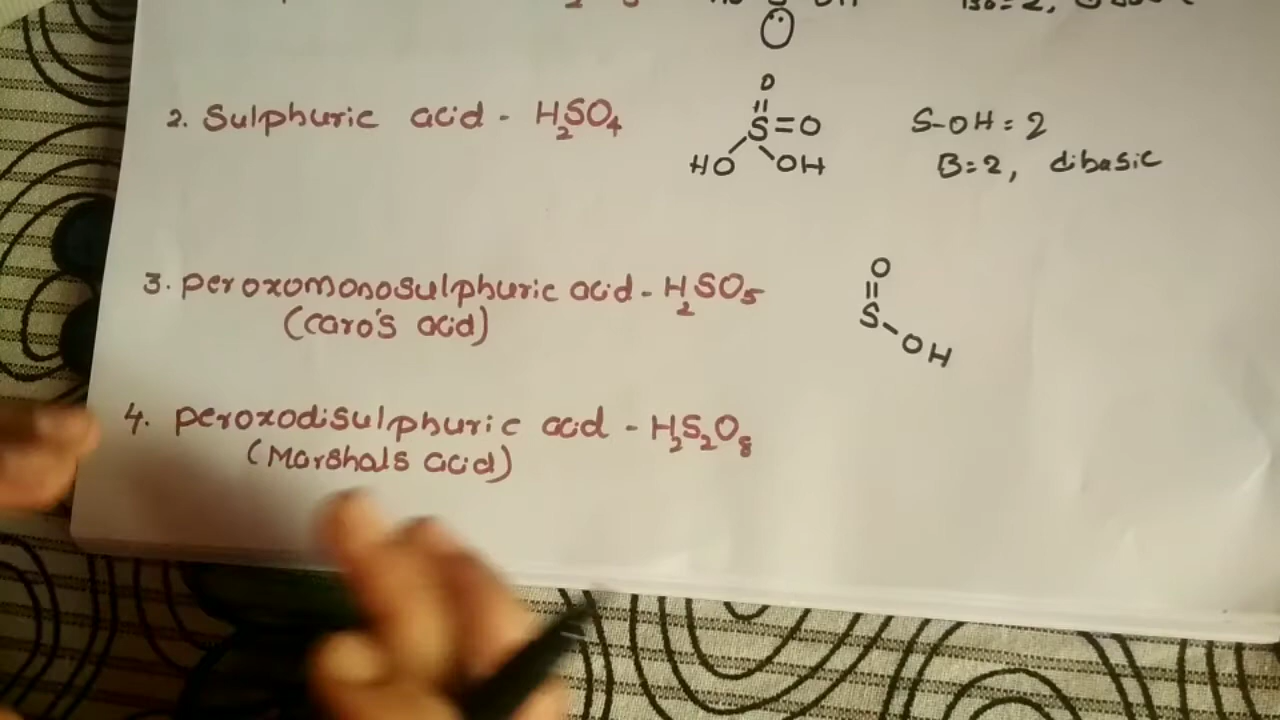 2. Sulphuric acid - H2SO4
O
S=O
HO OH
S-OH = 2
B=2, dibasic
3. peroxomonosulphuric acid - H2SO5
(caro's acid)
O
S
OH
4. peroxodisulphuric acid - H2S2O8
(Marshals acid)